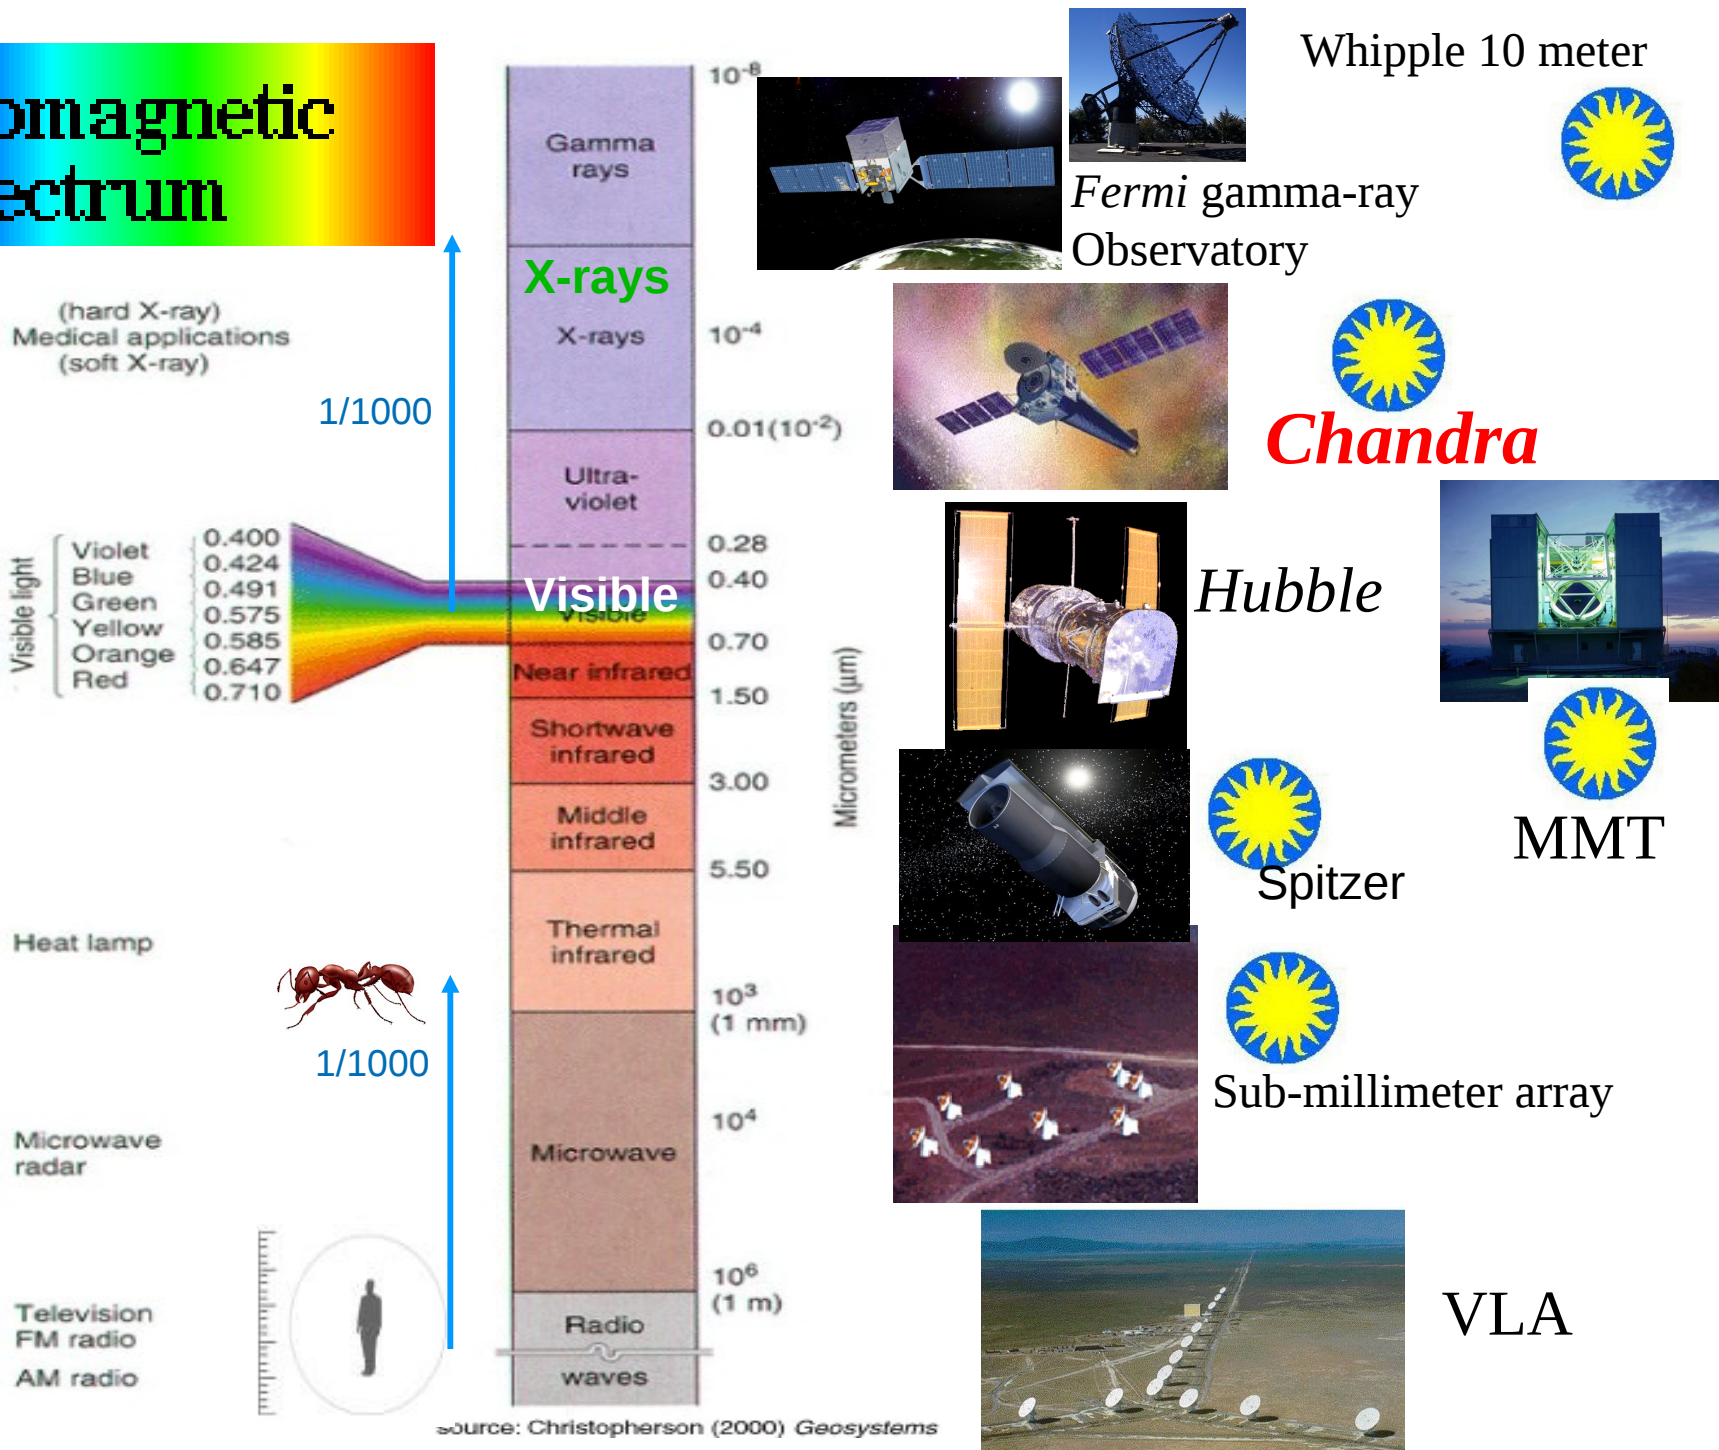 omagnetic
ectrum
(hard X-ray)
Medical applications
(soft X-ray)
1/1000
Visible light
Violet 0.400
Blue 0.424
Green 0.491
Yellow 0.575
Orange 0.585
Red 0.647
0.710
Heat lamp
1/1000
Microwave
radar
Television
FM radio
AM radio
Gamma
rays
X-rays
X-rays
Ultra-
violet
Visible
Visible
Near infrared
Shortwave
infrared
Middle
infrared
Thermal
infrared
Microwave
Radio
waves
10⁻⁸
10⁻⁴
0.01(10⁻²)
0.28
0.40
0.70
1.50
3.00
5.50
10³
(1 mm)
10⁴
10⁶
(1 m)
Micrometers (µm)
Source: Christopherson (2000) Geosystems
Whipple 10 meter
Fermi gamma-ray
Observatory
Chandra
Hubble
MMT
Spitzer
Sub-millimeter array
VLA